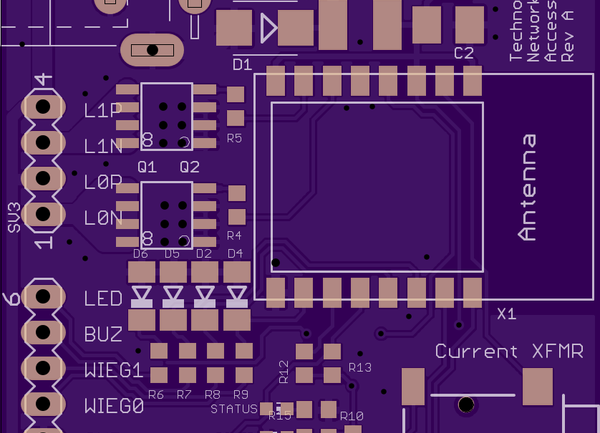 Techno
Network
Access
Rev A
C2
D1
4
L1P
L1N
L0P
L0N
SV3
1
8
R5
Q1 Q2
8
R4
D6 D5 D2 D4
Antenna
X1
6
LED
BUZ
WIEG1
WIEG0
R6 R7 R8 R9
STATUS
R12
R13
R15
R10
Current XFMR